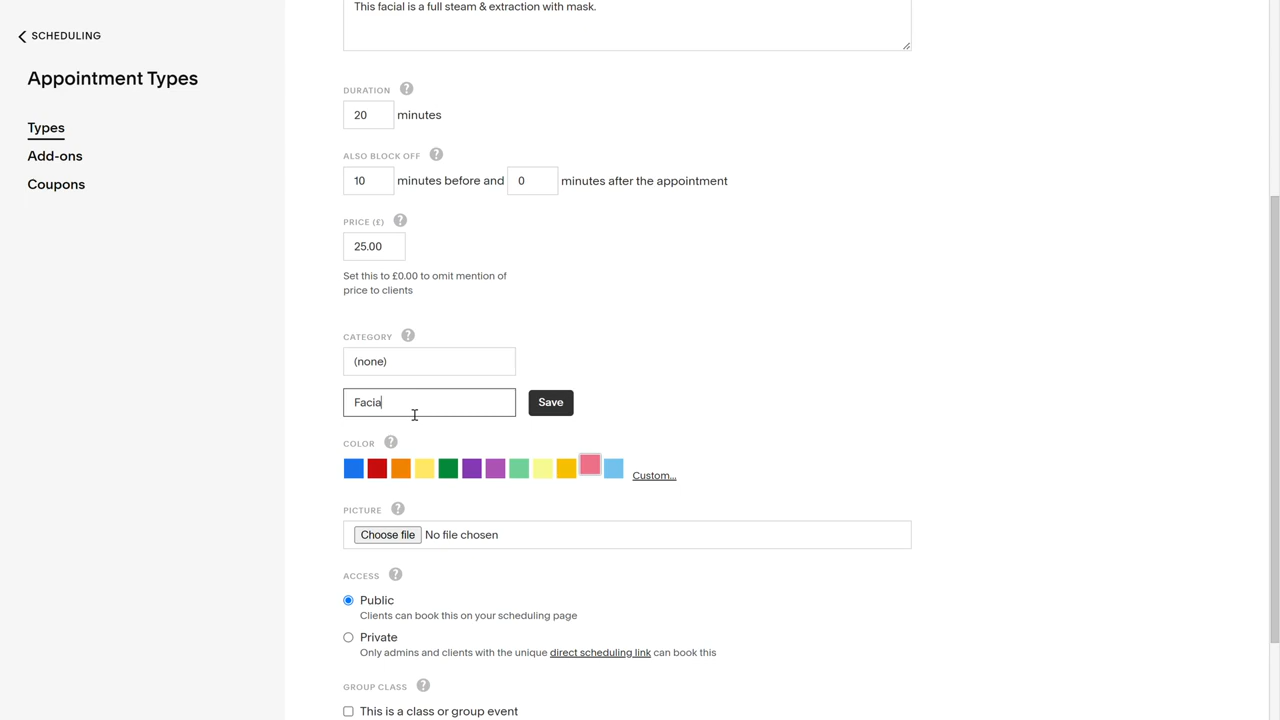 SCHEDULING
Appointment Types
Types
Add-ons
Coupons
This facial is a full steam & extraction with mask.
DURATION ?
20 minutes
ALSO BLOCK OFF ?
10 minutes before and 0 minutes after the appointment
PRICE (£) ?
25.00
Set this to £0.00 to omit mention of
price to clients
CATEGORY ?
(none)
Facia Save
COLOR ?
Custom...
PICTURE ?
Choose file No file chosen
ACCESS ?
Public
Clients can book this on your scheduling page
Private
Only admins and clients with the unique direct scheduling link can book this
GROUP CLASS ?
This is a class or group event